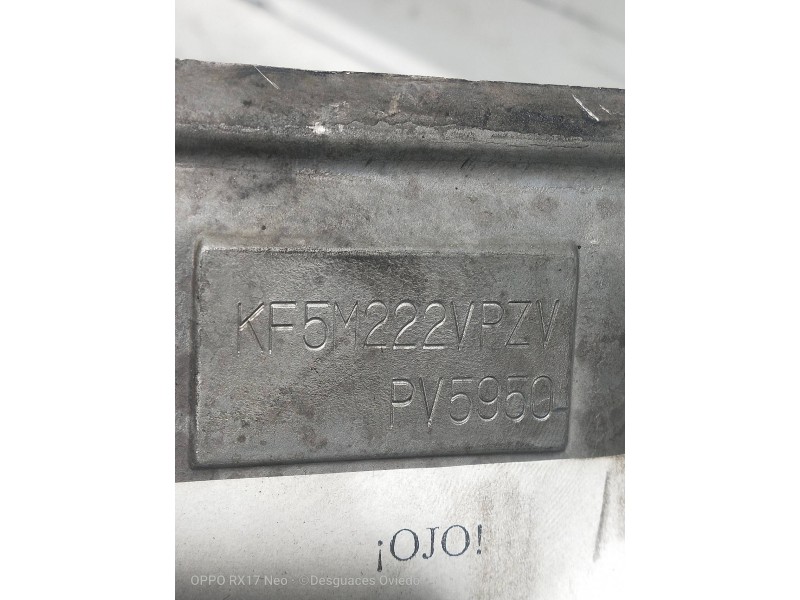 KF5M222VPZV
PV5950
¡OJO!
OPPO RX17 Neo · © Desguaces Oviedo